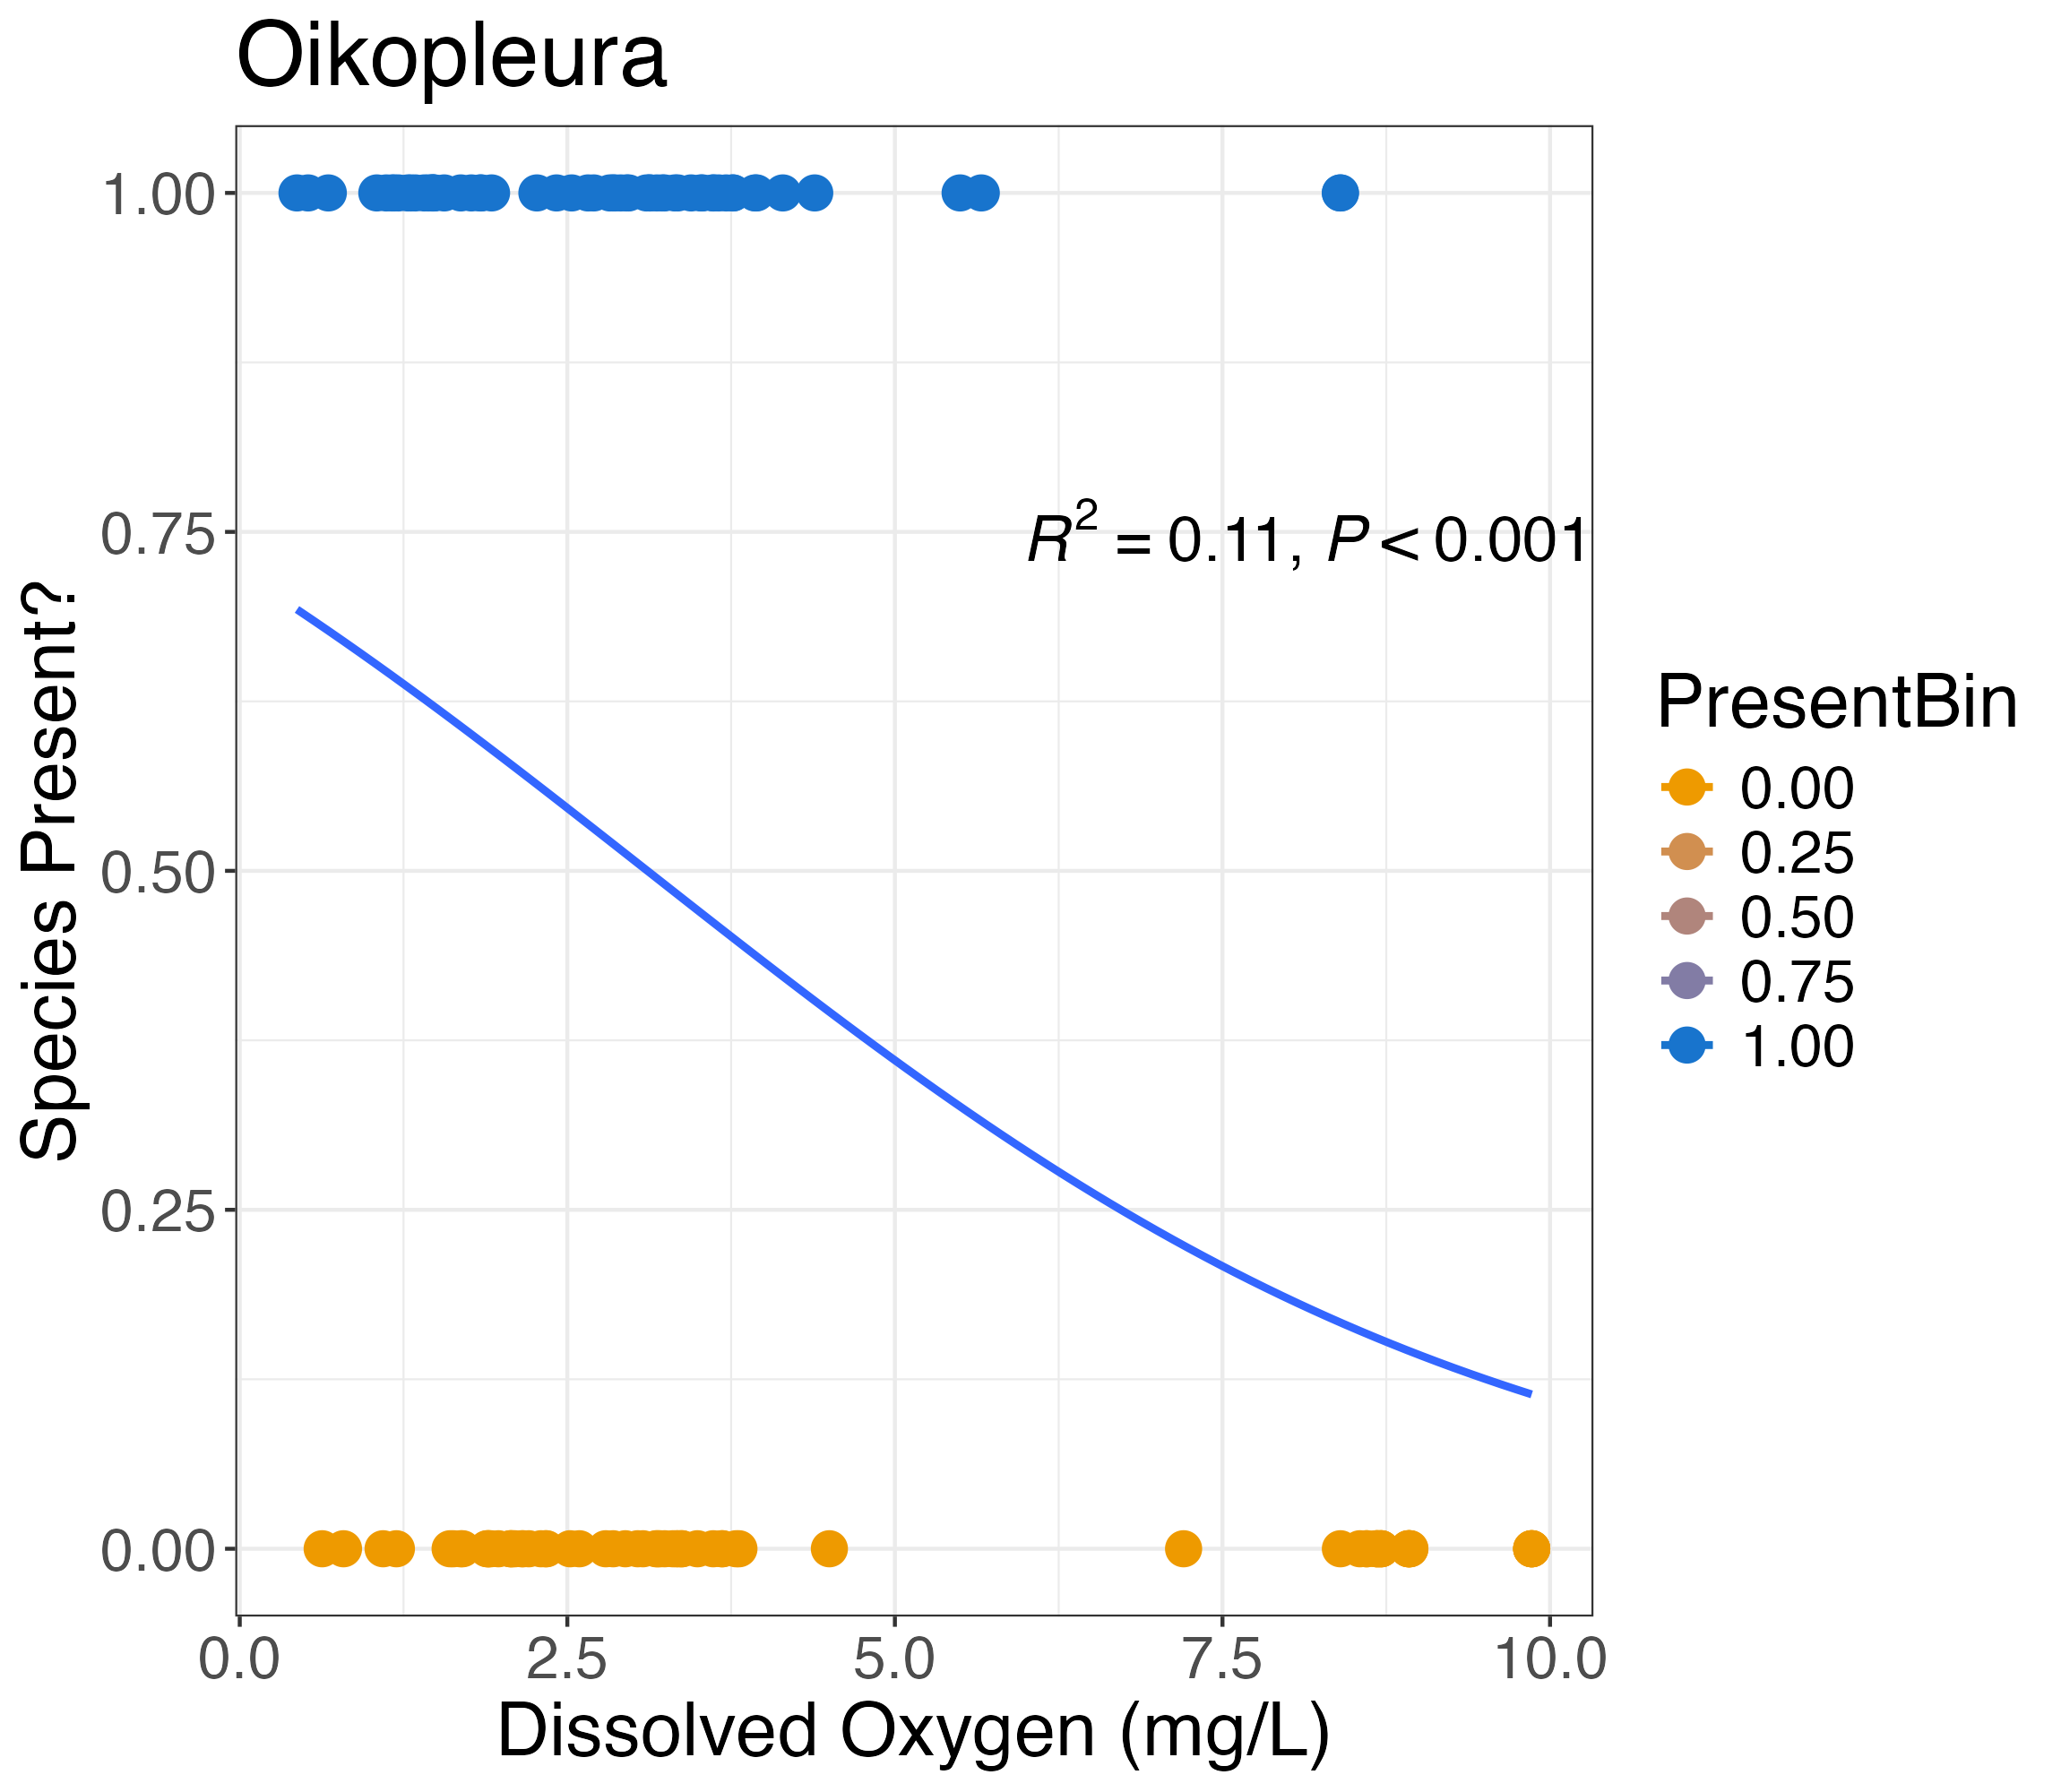 Oikopleura
1.00
0.75
0.50
0.25
0.00
Species Present?
R² = 0.11, P < 0.001
0.0 2.5 5.0 7.5 10.0
Dissolved Oxygen (mg/L)
PresentBin
0.00
0.25
0.50
0.75
1.00